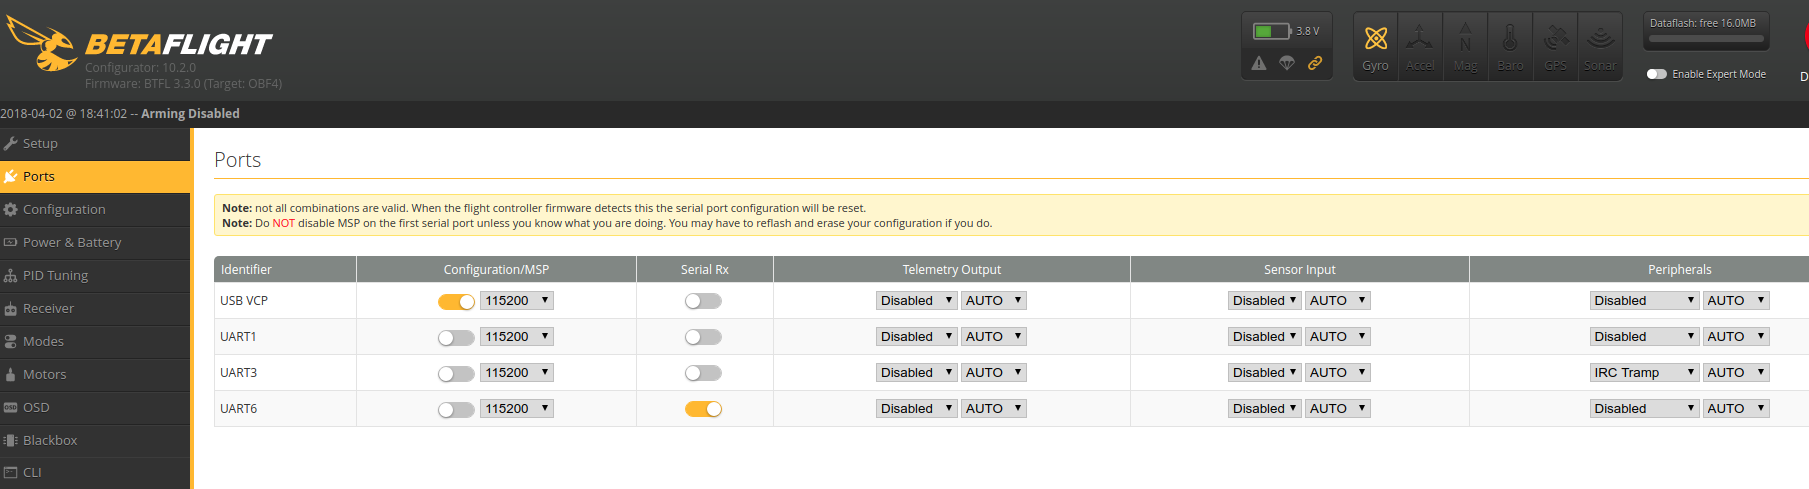 BETAFLIGHT
Configurator: 10.2.0
Firmware: BTFL 3.3.0 (Target: OBF4)
3.8 V
Gyro Accel Mag Baro GPS Sonar
N
Dataflash: free 16.0MB
Enable Expert Mode
D
2018-04-02 @ 18:41:02 -- Arming Disabled
Setup
Ports
Configuration
Power & Battery
PID Tuning
Receiver
Modes
Motors
OSD OSD
Blackbox
CLI
Ports
Note: not all combinations are valid. When the flight controller firmware detects this the serial port configuration will be reset.
Note: Do NOT disable MSP on the first serial port unless you know what you are doing. You may have to reflash and erase your configuration if you do.
Identifier Configuration/MSP Serial Rx Telemetry Output Sensor Input Peripherals
USB VCP 115200 Disabled AUTO Disabled AUTO Disabled AUTO
UART1 115200 Disabled AUTO Disabled AUTO Disabled AUTO
UART3 115200 Disabled AUTO Disabled AUTO IRC Tramp AUTO
UART6 115200 Disabled AUTO Disabled AUTO Disabled AUTO